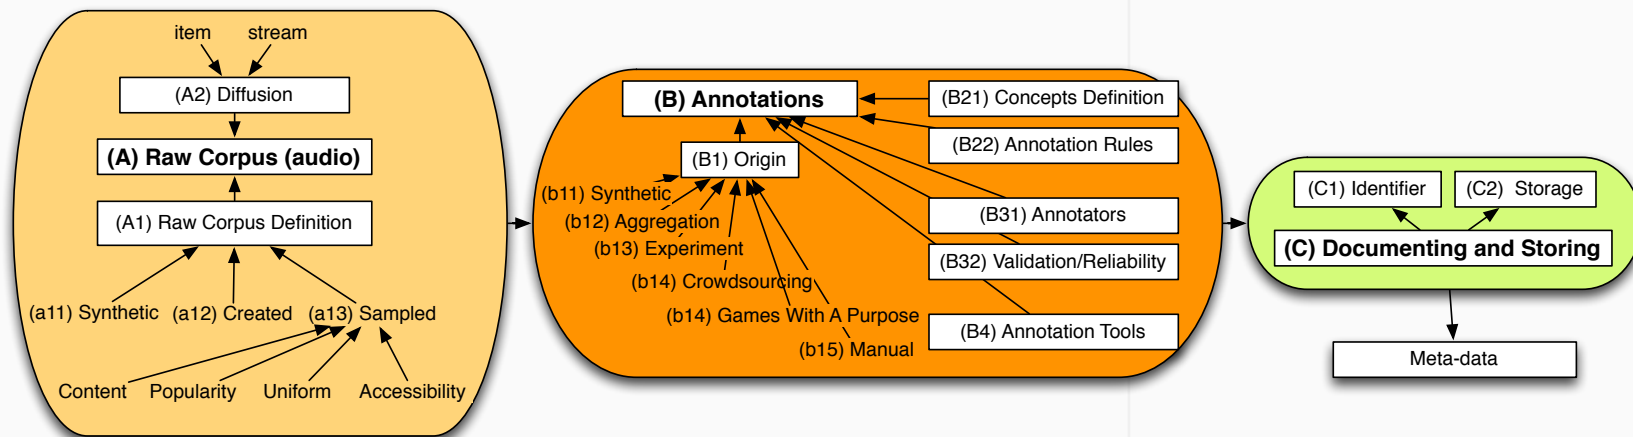 item
stream
(A2) Diffusion
(A) Raw Corpus (audio)
(A1) Raw Corpus Definition
(a11) Synthetic
(a12) Created
(a13) Sampled
Content
Popularity
Uniform
Accessibility
(B) Annotations
(B1) Origin
(b11) Synthetic
(b12) Aggregation
(b13) Experiment
(b14) Crowdsourcing
(b14) Games With A Purpose
(b15) Manual
(B21) Concepts Definition
(B22) Annotation Rules
(B31) Annotators
(B32) Validation/Reliability
(B4) Annotation Tools
(C1) Identifier
(C2) Storage
(C) Documenting and Storing
Meta-data